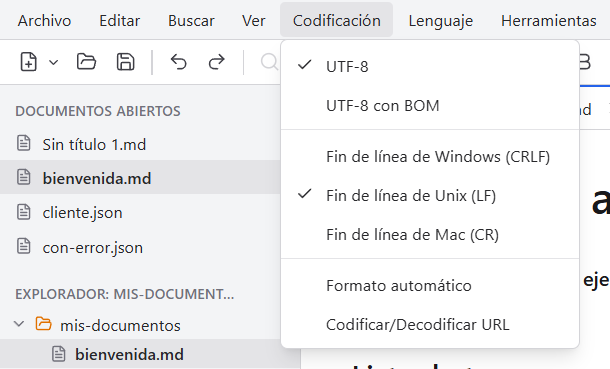 Archivo Editar Buscar Ver Codificación Lenguaje Herramientas
UTF-8
UTF-8 con BOM
Fin de línea de Windows (CRLF)
Fin de línea de Unix (LF)
Fin de línea de Mac (CR)
Formato automático
Codificar/Decodificar URL
B
DOCUMENTOS ABIERTOS
Sin título 1.md
bienvenida.md
cliente.json
con-error.json
EXPLORADOR: MIS-DOCUMENT...
mis-documentos
bienvenida.md
a
eje